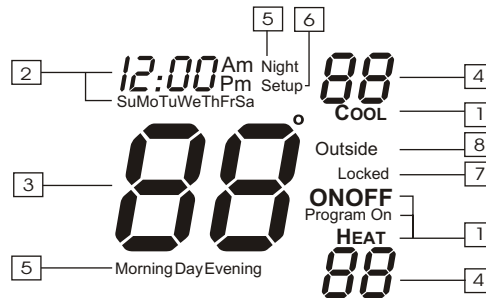 5 6
2 12:00 Am Pm Night Setup 88 4
SuMoTuWeThFrSa COOL 1
3 88° Outside 8
Locked 7
ONOFF
Program On
HEAT 1
5 Morning Day Evening 88 4